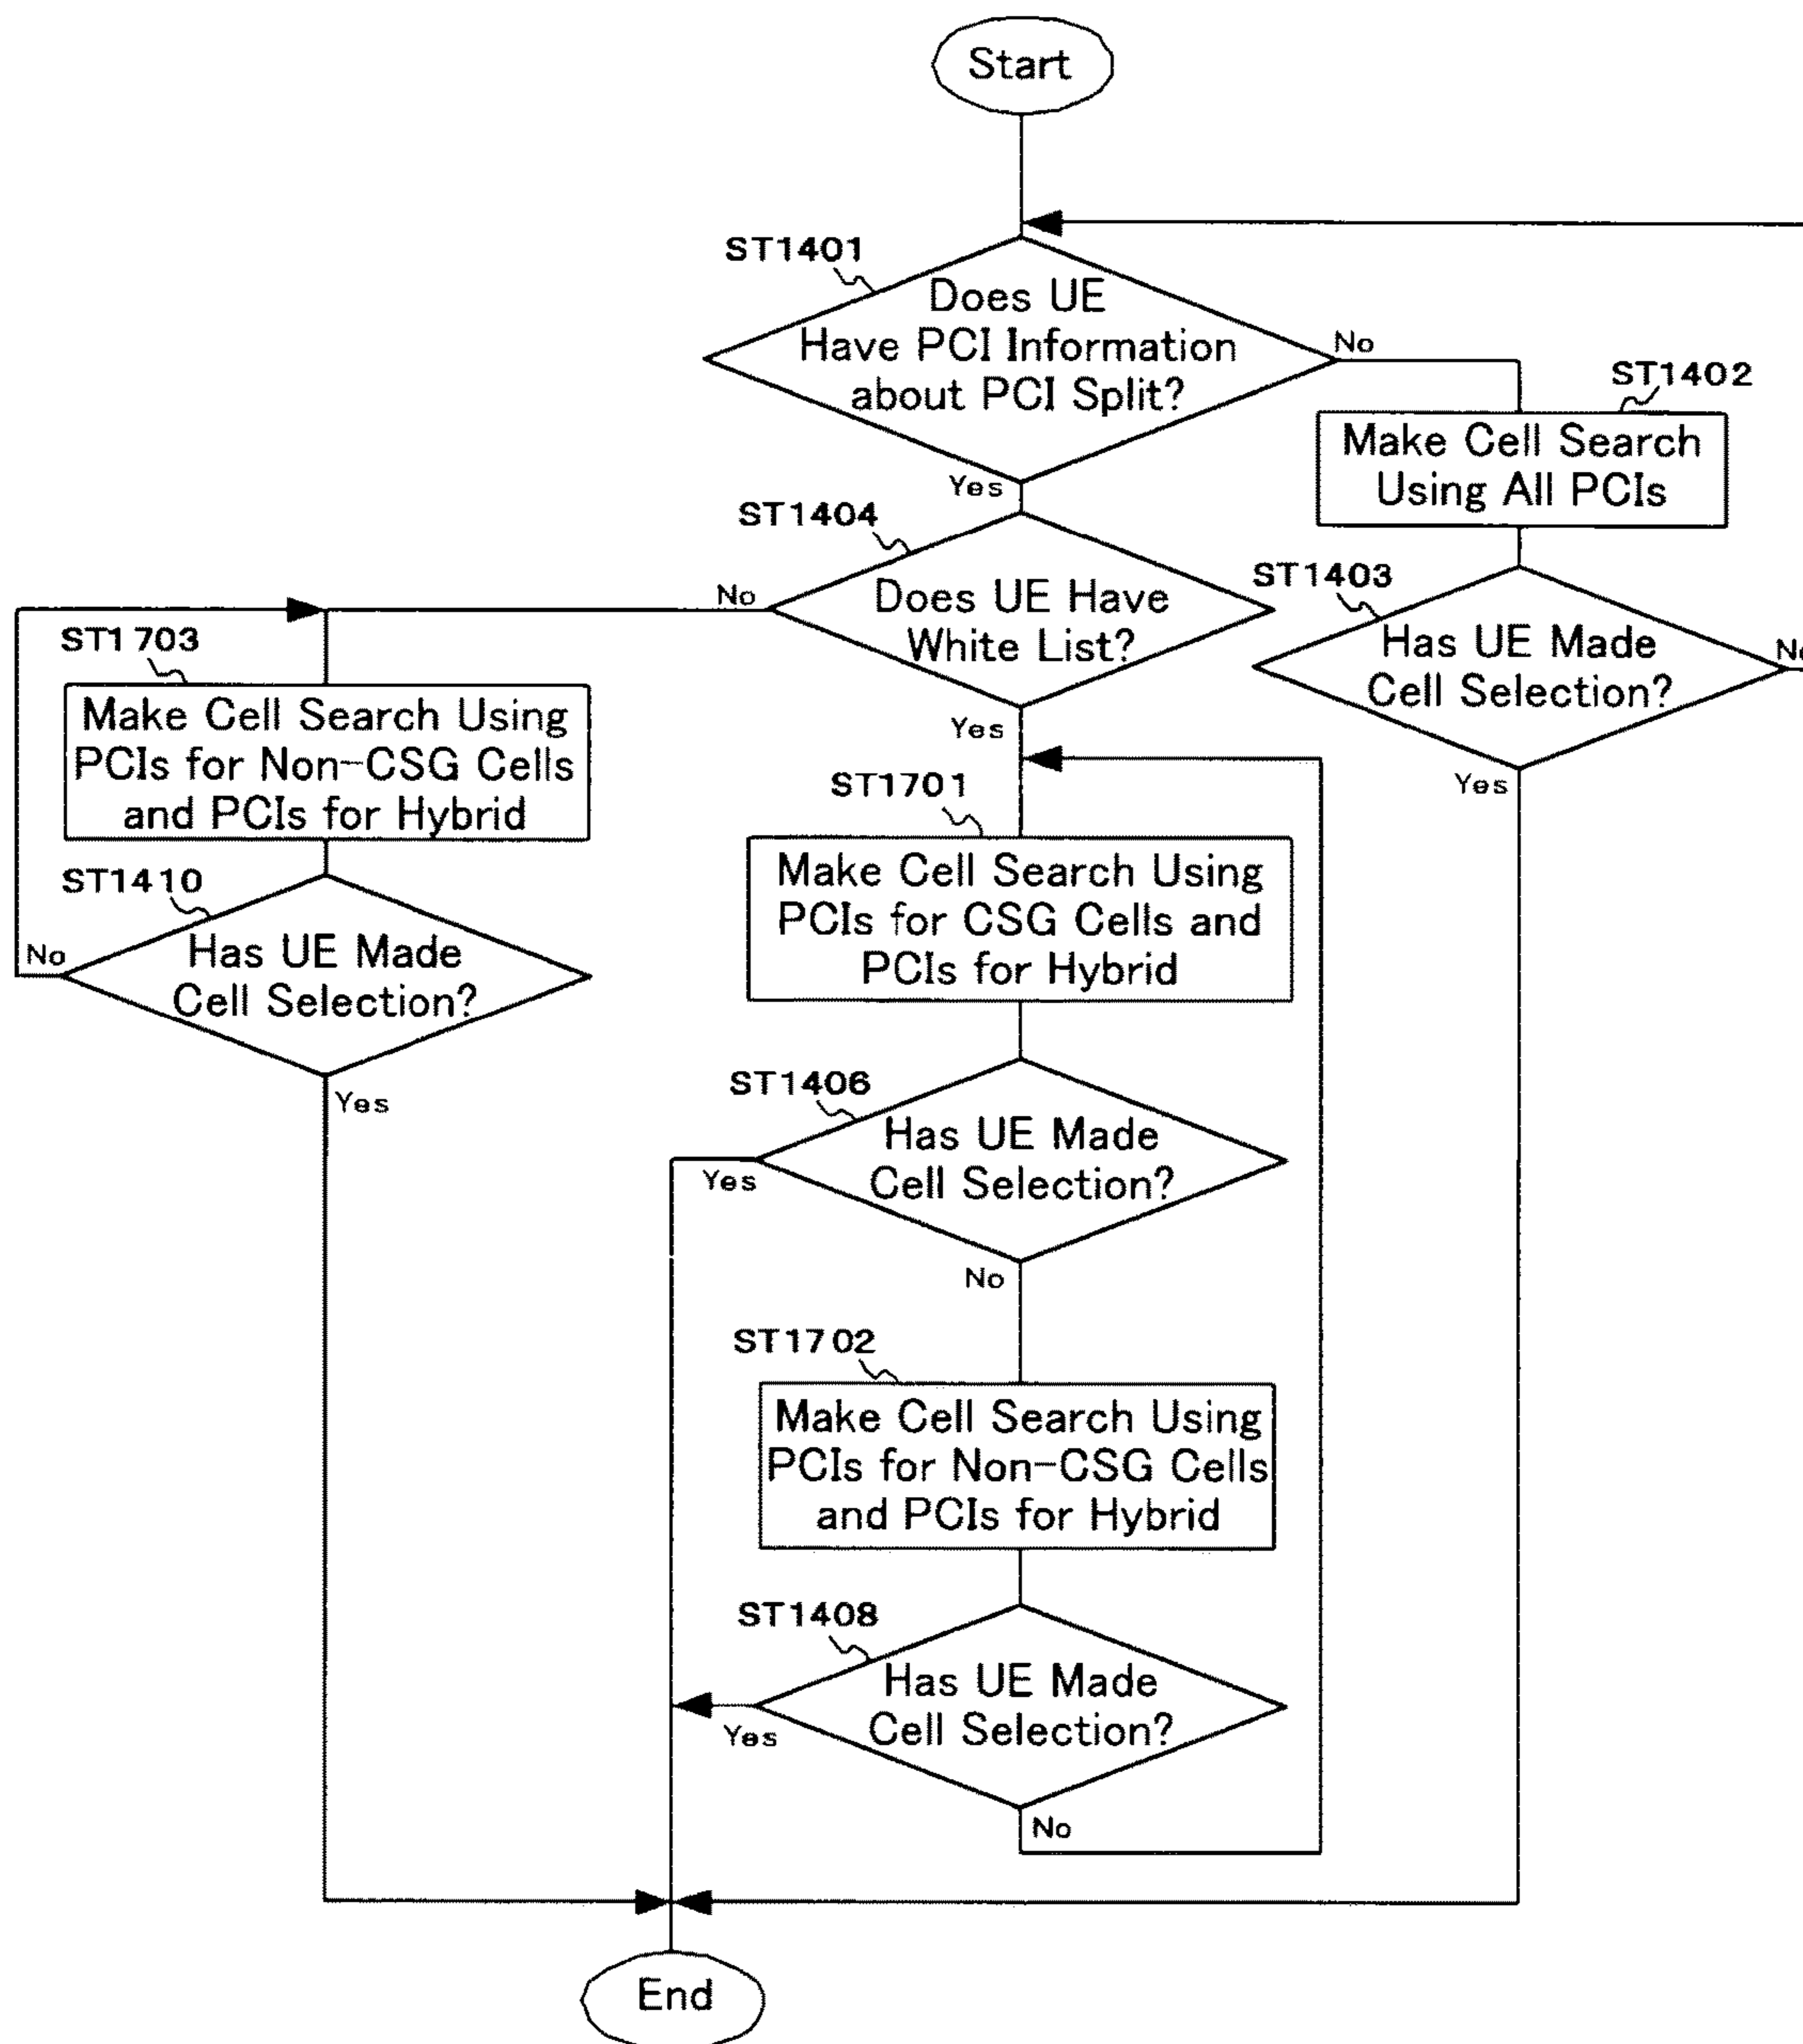 Start
ST1401
Does UE
Have PCI Information
about PCI Split?
No
Yes
ST1402
Make Cell Search
Using All PCIs
ST1403
Has UE Made
Cell Selection?
No
Yes
ST1404
Does UE Have
White List?
No
Yes
ST1703
Make Cell Search Using
PCIs for Non-CSG Cells
and PCIs for Hybrid
ST1410
Has UE Made
Cell Selection?
No
Yes
ST1701
Make Cell Search Using
PCIs for CSG Cells and
PCIs for Hybrid
ST1406
Has UE Made
Cell Selection?
Yes
No
ST1702
Make Cell Search Using
PCIs for Non-CSG Cells
and PCIs for Hybrid
ST1408
Has UE Made
Cell Selection?
Yes
No
End